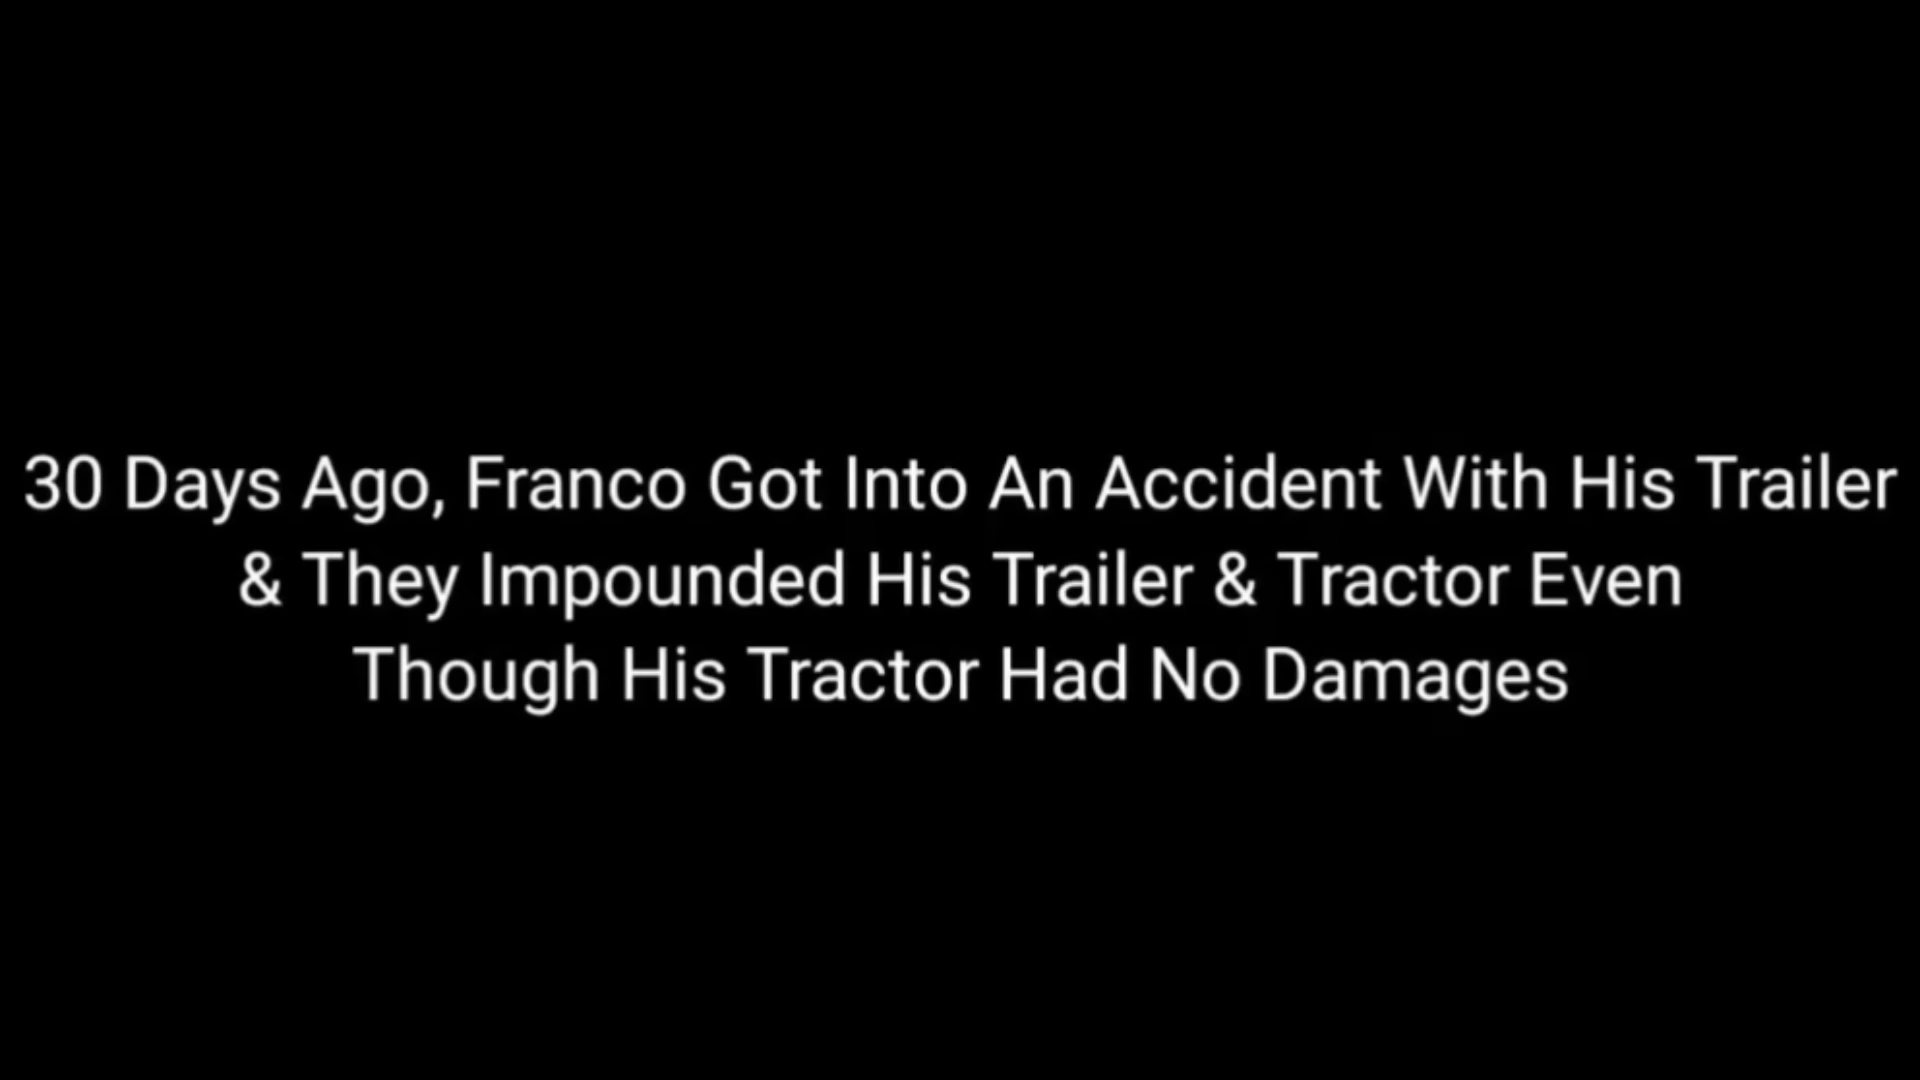 30 Days Ago, Franco Got Into An Accident With His Trailer
& They Impounded His Trailer & Tractor Even
Though His Tractor Had No Damages